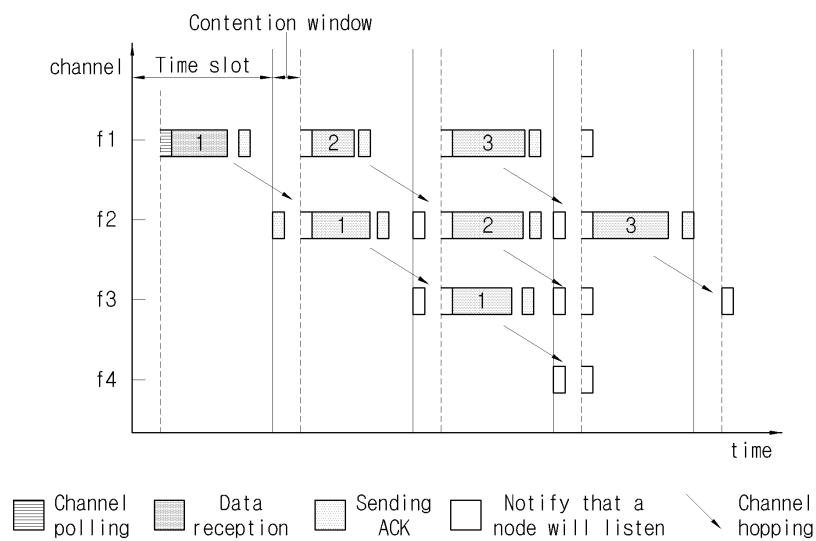 Contention window
channel
Time slot
f1
1
2
3
f2
1
2
3
f3
1
f4
time
Channel polling
Data reception
Sending ACK
Notify that a node will listen
Channel hopping